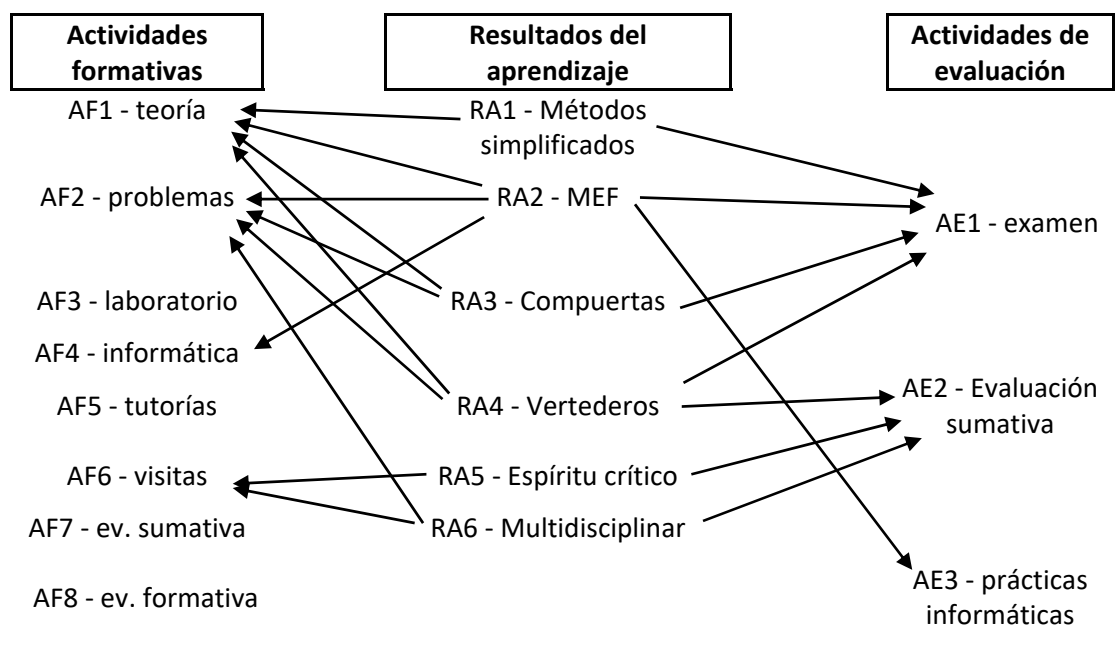 Actividades
formativas
Resultados del
aprendizaje
Actividades de
evaluación
AF1 - teoría
AF2 - problemas
AF3 - laboratorio
AF4 - informática
AF5 - tutorías
AF6 - visitas
AF7 - ev. sumativa
AF8 - ev. formativa
RA1 - Métodos
simplificados
RA2 - MEF
RA3 - Compuertas
RA4 - Vertederos
RA5 - Espíritu crítico
RA6 - Multidisciplinar
AE1 - examen
AE2 - Evaluación
sumativa
AE3 - prácticas
informáticas